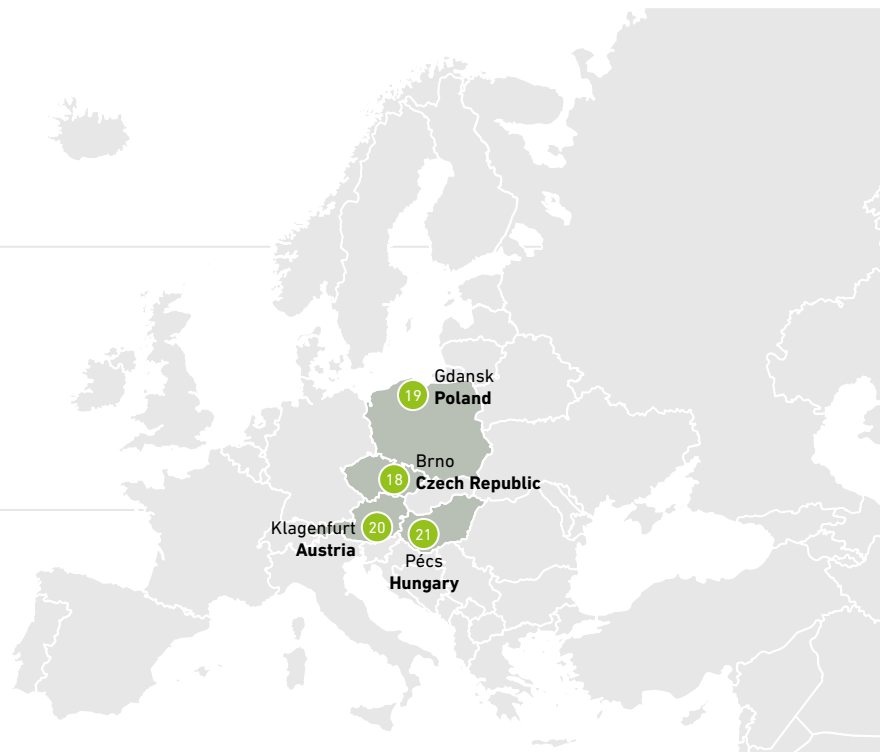 Gdansk
19
Poland
Brno
18
Czech Republic
Klagenfurt
20
Austria
21
Pécs
Hungary